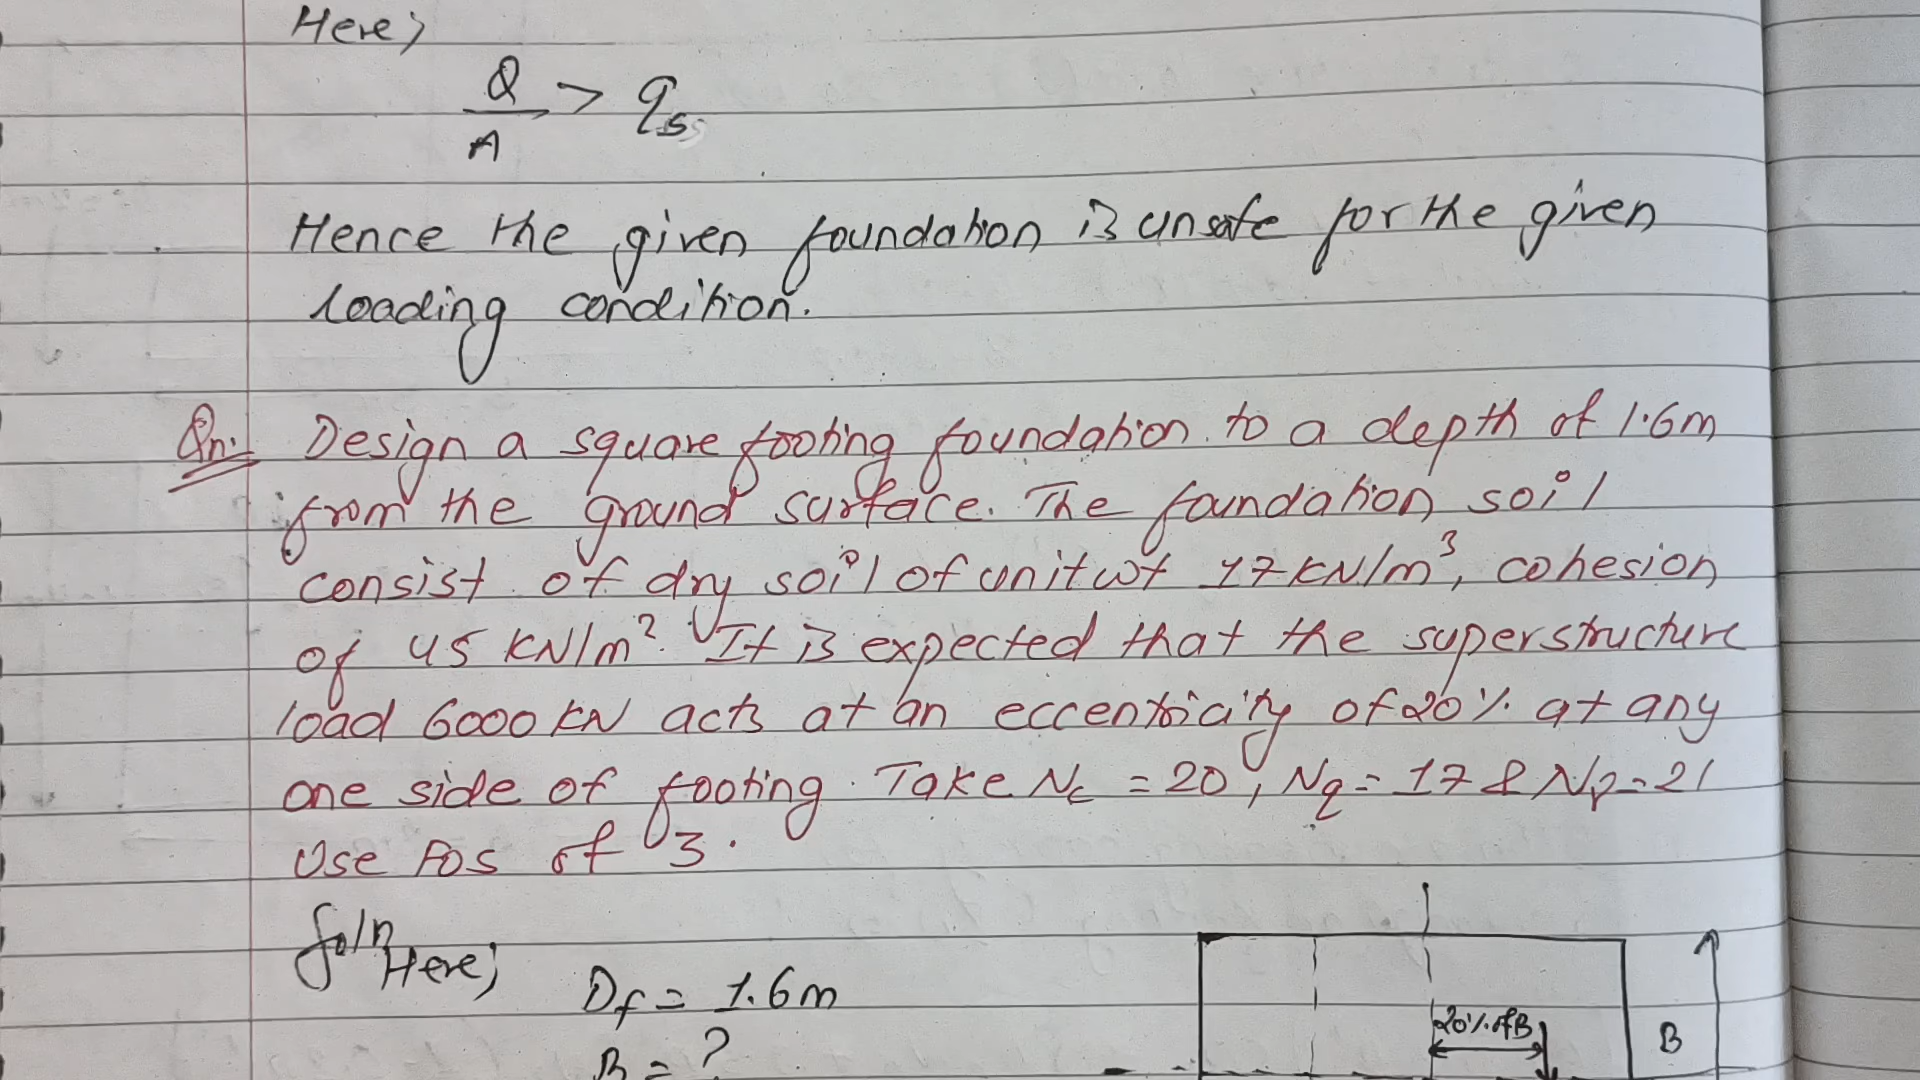 Here;
Q/A > qs
Hence the given foundation is unsafe for the given
loading condition.
Qn: Design a square footing foundation to a depth of 1.6m
from the ground surface. The foundation soil
consist of dry soil of unit wt 17 KN/m³, cohesion
of 45 KN/m². It is expected that the superstructure
load 6000 KN acts at an eccentricity of 20% at any
one side of footing. Take Nc = 20, Nq = 17 & Nγ = 21
Use FOS of 3.
Soln
Here;
Df = 1.6m
B = ?
20% of B
B